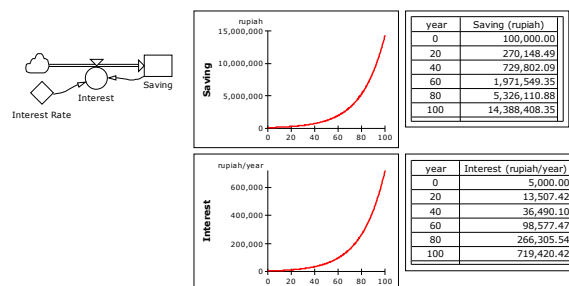 Interest
Saving
Interest Rate
rupiah
15,000,000
10,000,000
5,000,000
0
Saving
0 20 40 60 80 100
year Saving (rupiah)
0 100,000.00
20 270,148.49
40 729,802.09
60 1,971,549.35
80 5,326,110.88
100 14,388,408.35
rupiah/year
600,000
400,000
200,000
0
Interest
0 20 40 60 80 100
year Interest (rupiah/year)
0 5,000.00
20 13,507.42
40 36,490.10
60 98,577.47
80 266,305.54
100 719,420.42